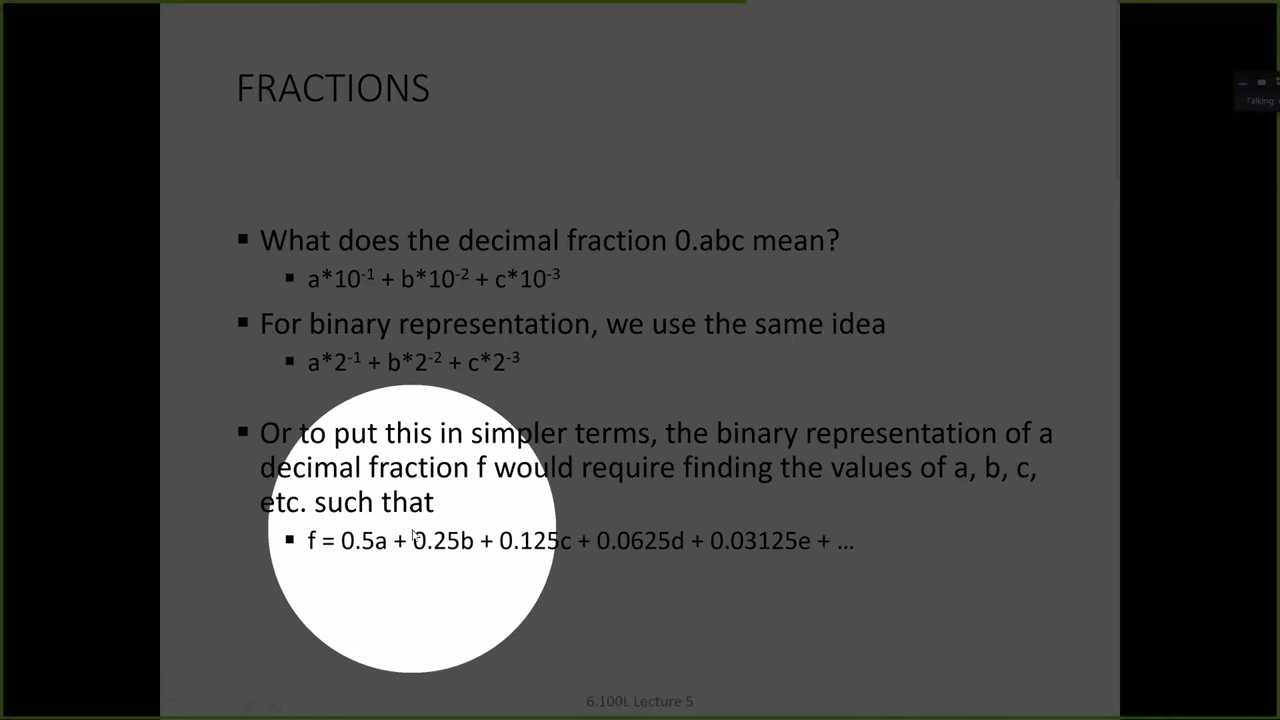 Talking:
FRACTIONS
▪ What does the decimal fraction 0.abc mean?
▪ a*10⁻¹ + b*10⁻² + c*10⁻³
▪ For binary representation, we use the same idea
▪ a*2⁻¹ + b*2⁻² + c*2⁻³
▪ Or to put this in simpler terms, the binary representation of a
decimal fraction f would require finding the values of a, b, c,
etc. such that
▪ f = 0.5a + 0.25b + 0.125c + 0.0625d + 0.03125e + …
6.100L Lecture 5